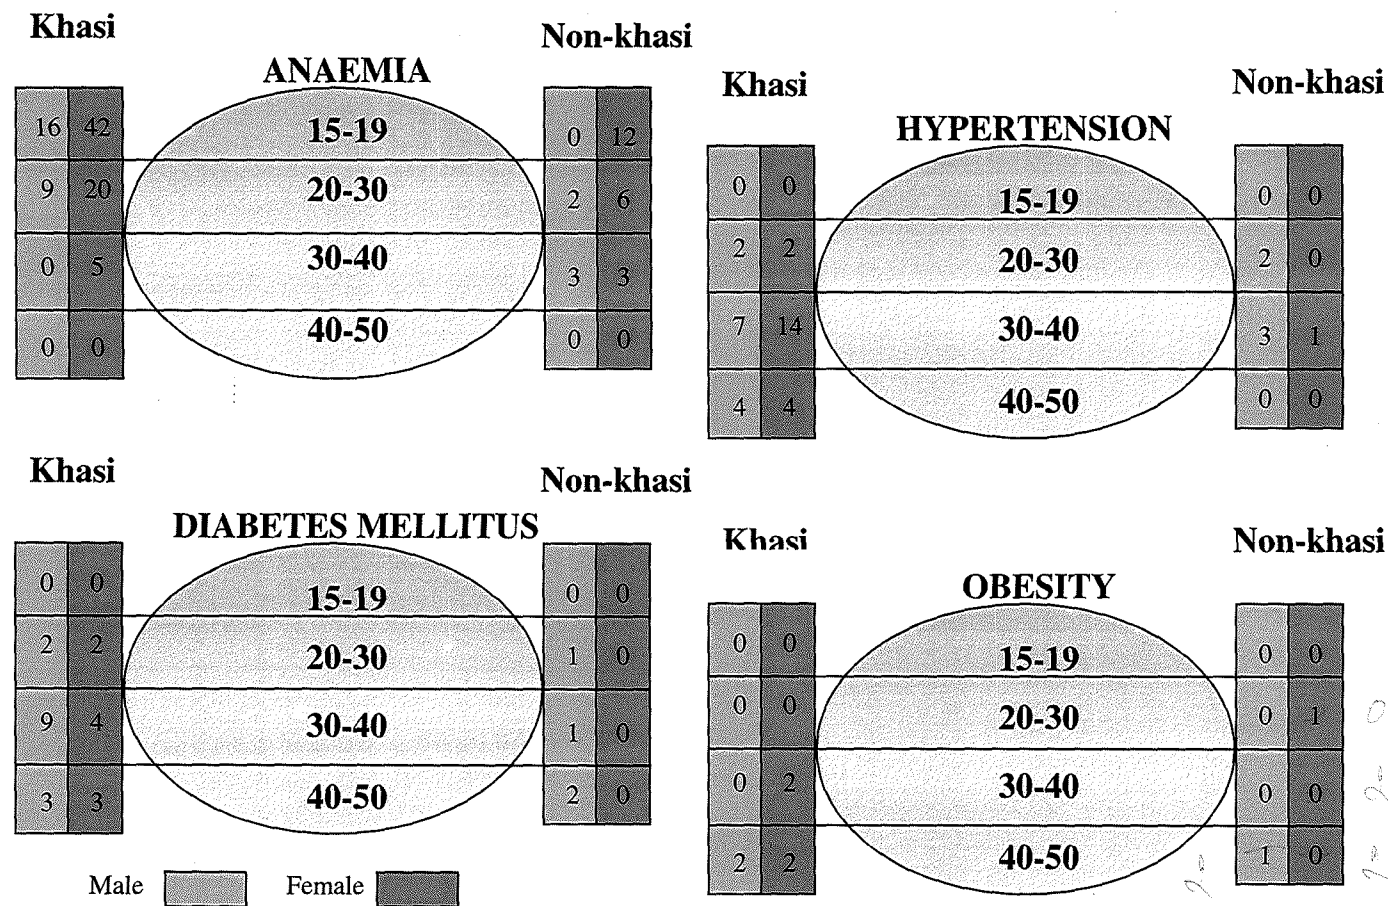 Khasi
Non-khasi
ANAEMIA
16 42 15-19 0 12
9 20 20-30 2 6
0 5 30-40 3 3
0 0 40-50 0 0
Khasi
Non-khasi
HYPERTENSION
0 0 15-19 0 0
2 2 20-30 2 0
7 14 30-40 3 1
4 4 40-50 0 0
Khasi
Non-khasi
DIABETES MELLITUS
0 0 15-19 0 0
2 2 20-30 1 0
9 4 30-40 1 0
3 3 40-50 2 0
Khasi
Non-khasi
OBESITY
0 0 15-19 0 0
0 0 20-30 0 1
0 2 30-40 0 0
2 2 40-50 1 0
Male Female